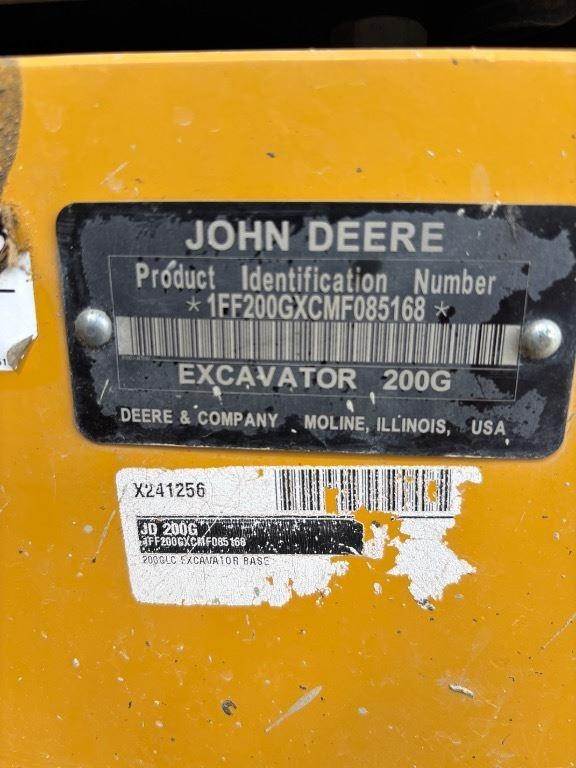 JOHN DEERE
Product Identification Number
*1FF200GXCMF085168*
EXCAVATOR 200G
DEERE & COMPANY MOLINE, ILLINOIS, USA
X241256
JD 200G
1FF200GXCMF085168
200GLC EXCAVATOR BASE